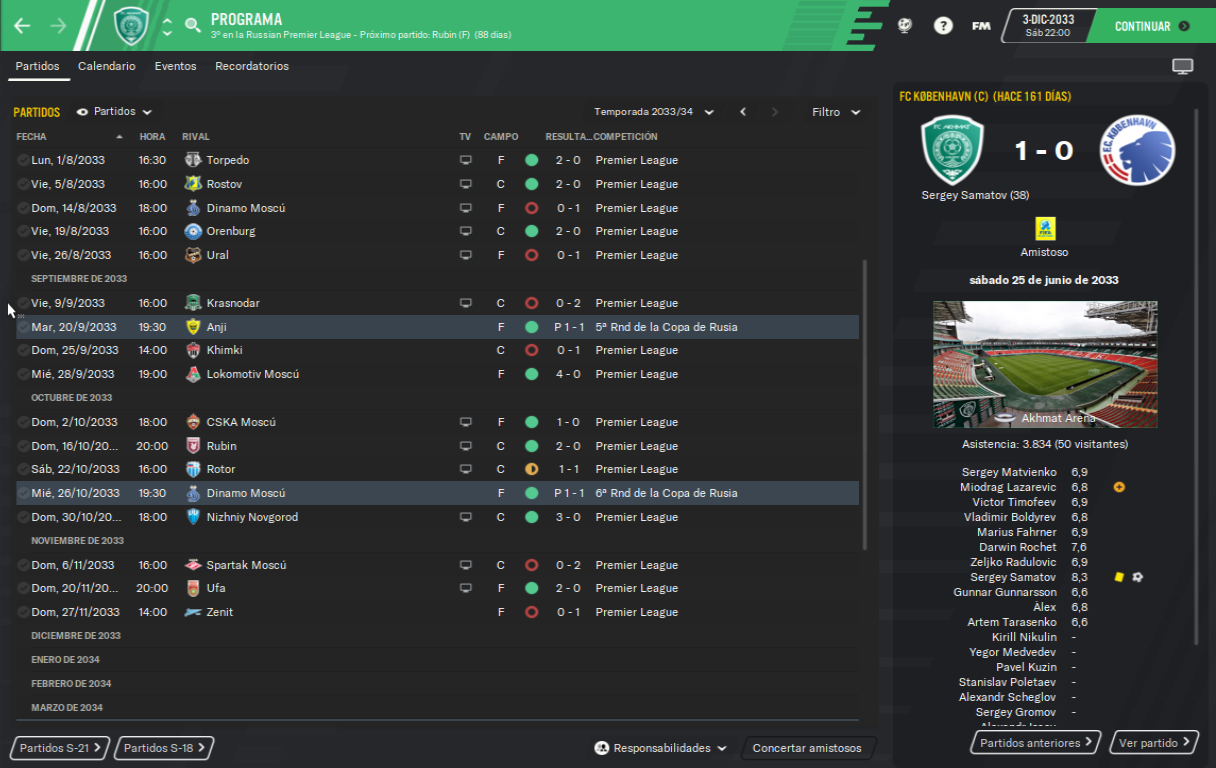 PROGRAMA
3º en la Russian Premier League - Próximo partido: Rubin (F) (88 días)
FM
3-DIC-2033
Sáb 22:00
CONTINUAR
Partidos Calendario Eventos Recordatorios
PARTIDOS Partidos Temporada 2033/34 Filtro
FECHA HORA RIVAL TV CAMPO RESULTA... COMPETICIÓN
Lun, 1/8/2033 16:30 Torpedo F 2 - 0 Premier League
Vie, 5/8/2033 16:00 Rostov C 2 - 0 Premier League
Dom, 14/8/2033 18:00 Dinamo Moscú F 0 - 1 Premier League
Vie, 19/8/2033 16:00 Orenburg C 2 - 0 Premier League
Vie, 26/8/2033 16:00 Ural F 0 - 1 Premier League
SEPTIEMBRE DE 2033
Vie, 9/9/2033 16:00 Krasnodar C 0 - 2 Premier League
Mar, 20/9/2033 19:30 Anji F P 1 - 1 5ª Rnd de la Copa de Rusia
Dom, 25/9/2033 14:00 Khimki C 0 - 1 Premier League
Mié, 28/9/2033 19:00 Lokomotiv Moscú F 4 - 0 Premier League
OCTUBRE DE 2033
Dom, 2/10/2033 18:00 CSKA Moscú F 1 - 0 Premier League
Dom, 16/10/20... 20:00 Rubin C 2 - 0 Premier League
Sáb, 22/10/2033 16:00 Rotor C 1 - 1 Premier League
Mié, 26/10/2033 19:30 Dinamo Moscú F P 1 - 1 6ª Rnd de la Copa de Rusia
Dom, 30/10/20... 18:00 Nizhniy Novgorod C 3 - 0 Premier League
NOVIEMBRE DE 2033
Dom, 6/11/2033 16:00 Spartak Moscú C 0 - 2 Premier League
Dom, 20/11/20... 20:00 Ufa F 2 - 0 Premier League
Dom, 27/11/2033 14:00 Zenit F 0 - 1 Premier League
DICIEMBRE DE 2033
ENERO DE 2034
FEBRERO DE 2034
MARZO DE 2034
Partidos S-21 Partidos S-18 Responsabilidades Concertar amistosos
FC KØBENHAVN (C) (HACE 161 DÍAS)
1 - 0
Sergey Samatov (38)
Amistoso
sábado 25 de junio de 2033
Akhmat Arena
Asistencia: 3.834 (50 visitantes)
Sergey Matvienko 6,9
Miodrag Lazarevic 6,8
Victor Timofeev 6,9
Vladimir Boldyrev 6,8
Marius Fahrner 6,9
Darwin Rochet 7,6
Zeljko Radulovic 6,9
Sergey Samatov 8,3
Gunnar Gunnarsson 6,6
Àlex 6,8
Artem Tarasenko 6,6
Kirill Nikulin -
Yegor Medvedev -
Pavel Kuzin -
Stanislav Poletaev -
Alexandr Scheglov -
Sergey Gromov -
Partidos anteriores Ver partido